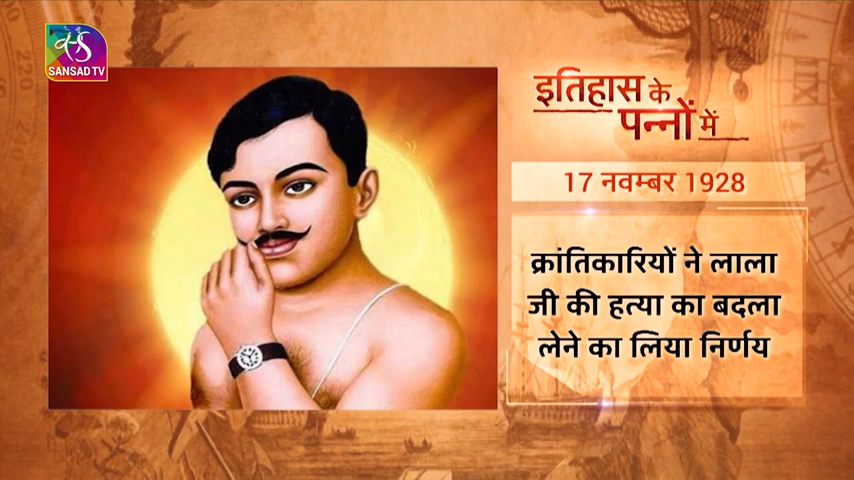 SANSAD TV
इतिहास के
पन्नों में
17 नवम्बर 1928
क्रांतिकारियों ने लाला
जी की हत्या का बदला
लेने का लिया निर्णय